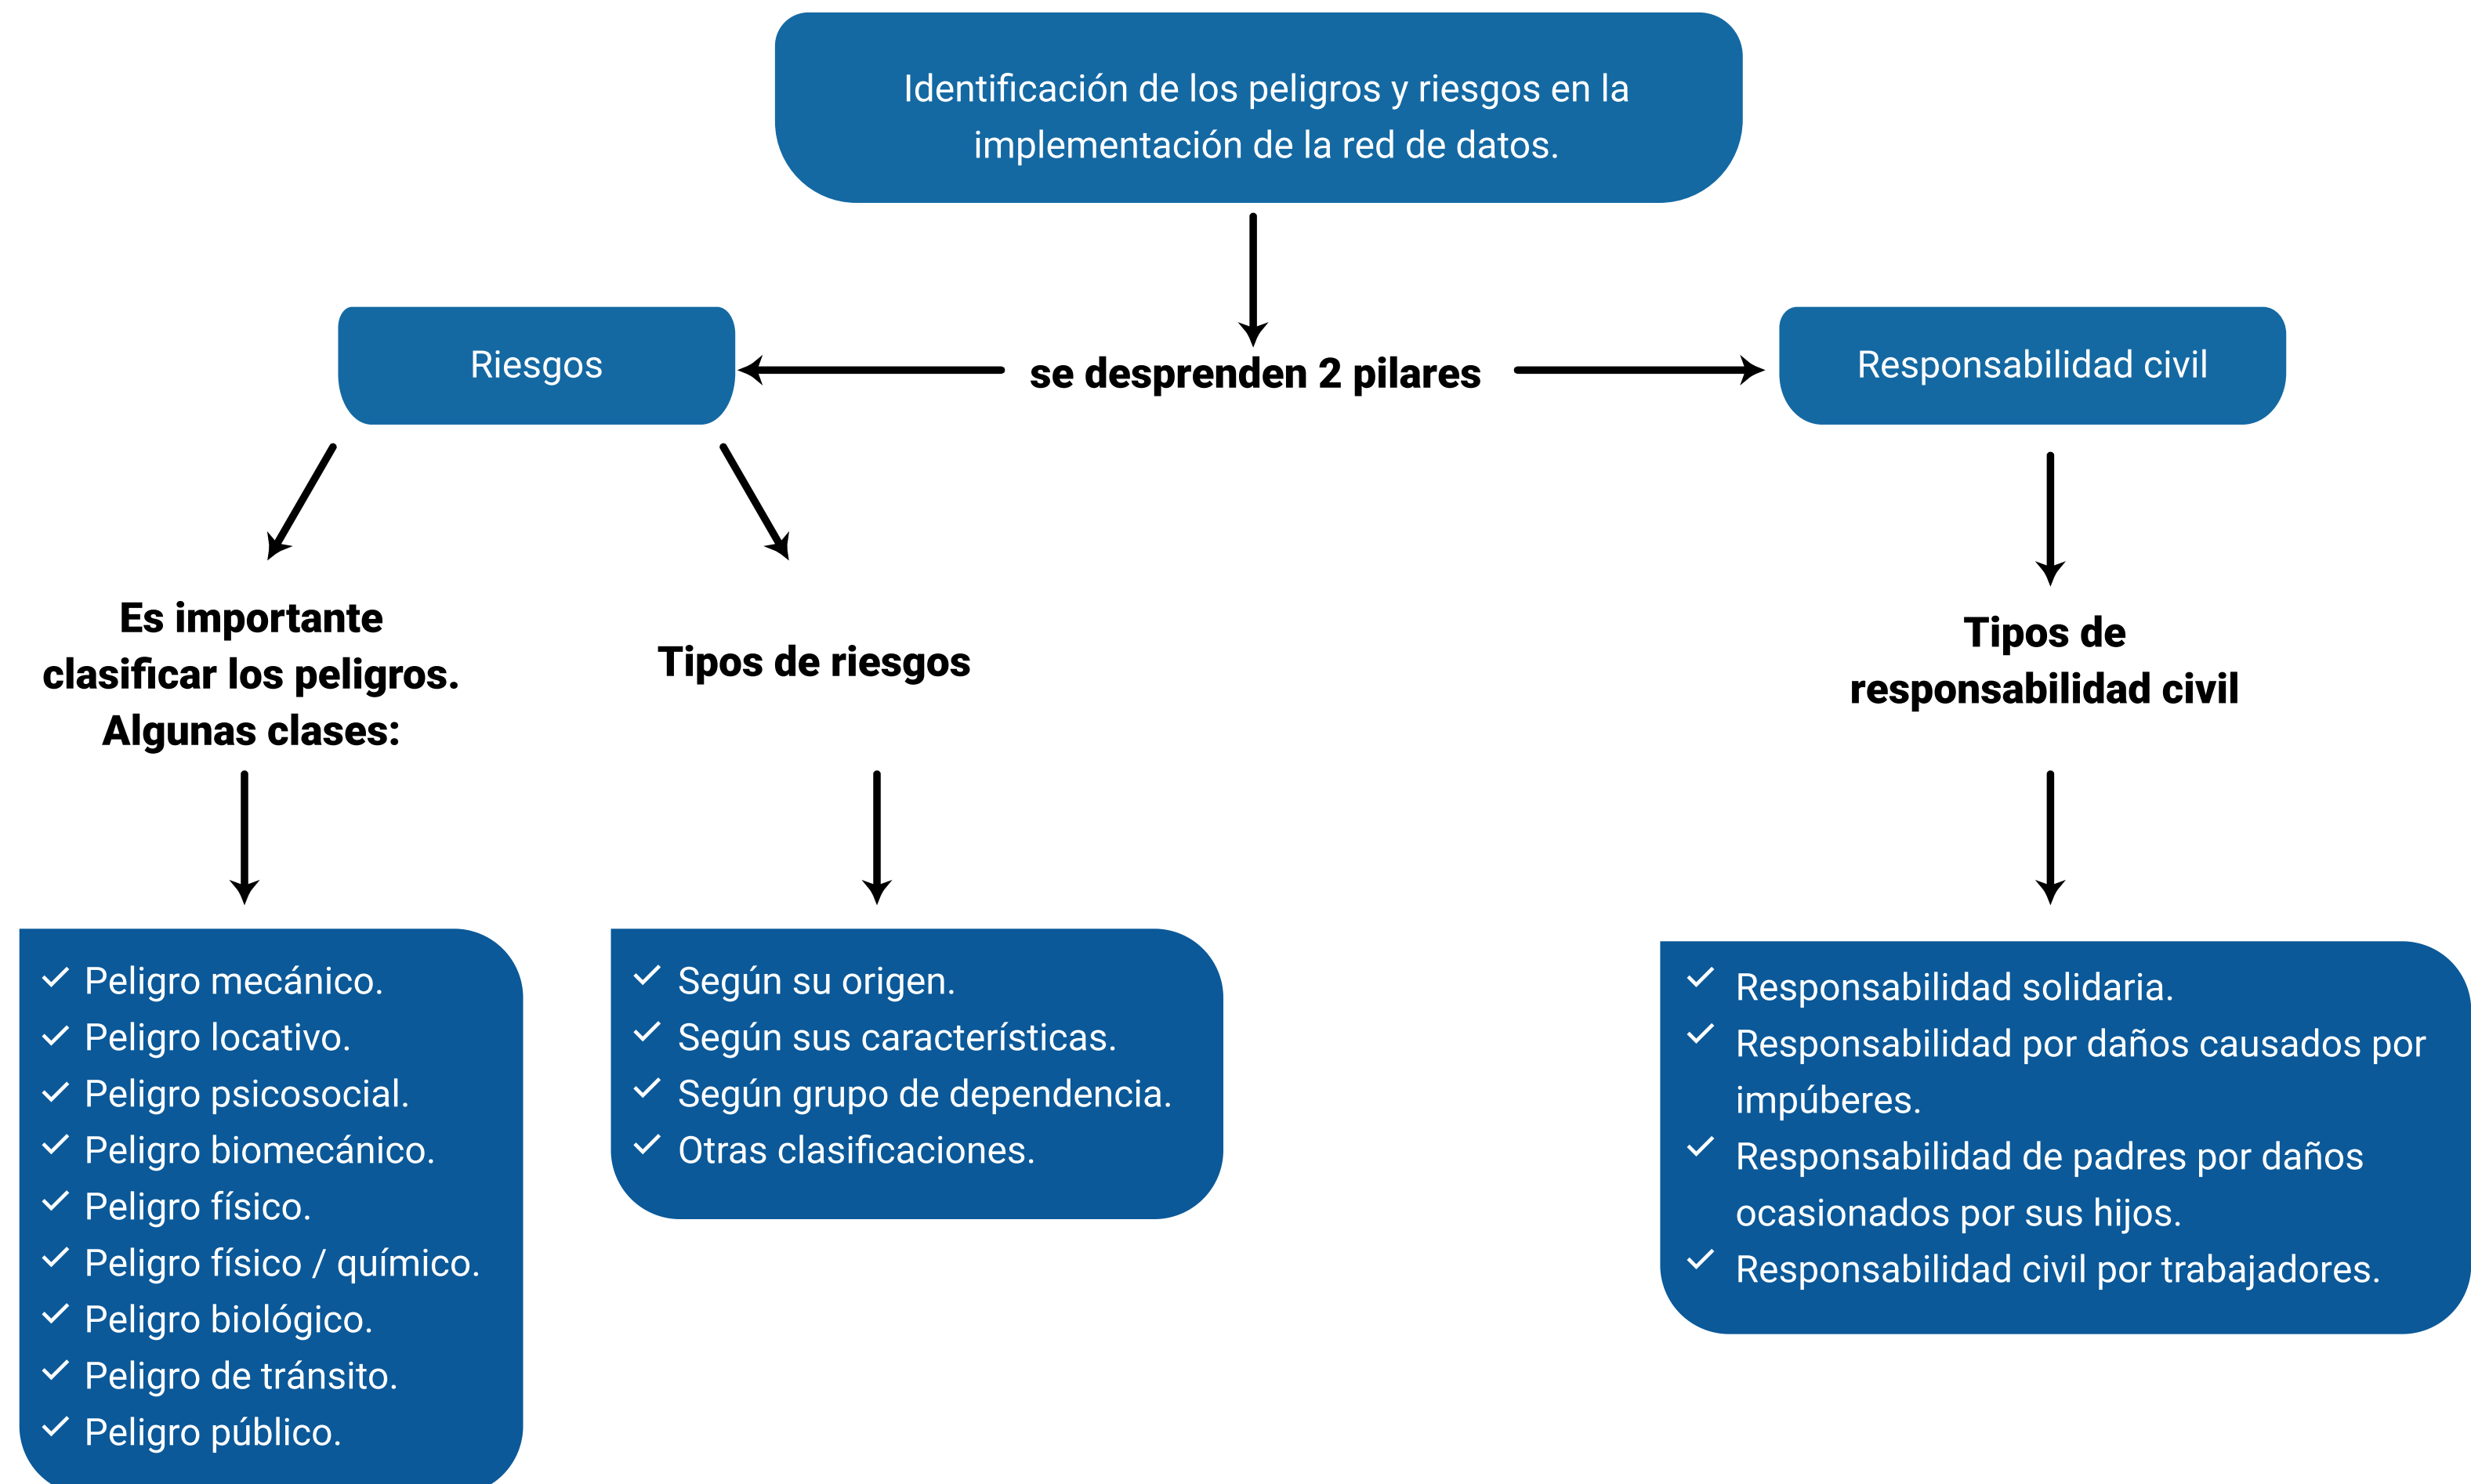 Identificación de los peligros y riesgos en la
implementación de la red de datos.
Riesgos
se desprenden 2 pilares
Responsabilidad civil
Es importante
clasificar los peligros.
Algunas clases:
Tipos de riesgos
Tipos de
responsabilidad civil
Peligro mecánico.
Peligro locativo.
Peligro psicosocial.
Peligro biomecánico.
Peligro físico.
Peligro físico / químico.
Peligro biológico.
Peligro de tránsito.
Peligro público.
Según su origen.
Según sus características.
Según grupo de dependencia.
Otras clasificaciones.
Responsabilidad solidaria.
Responsabilidad por daños causados por
impúberes.
Responsabilidad de padres por daños
ocasionados por sus hijos.
Responsabilidad civil por trabajadores.